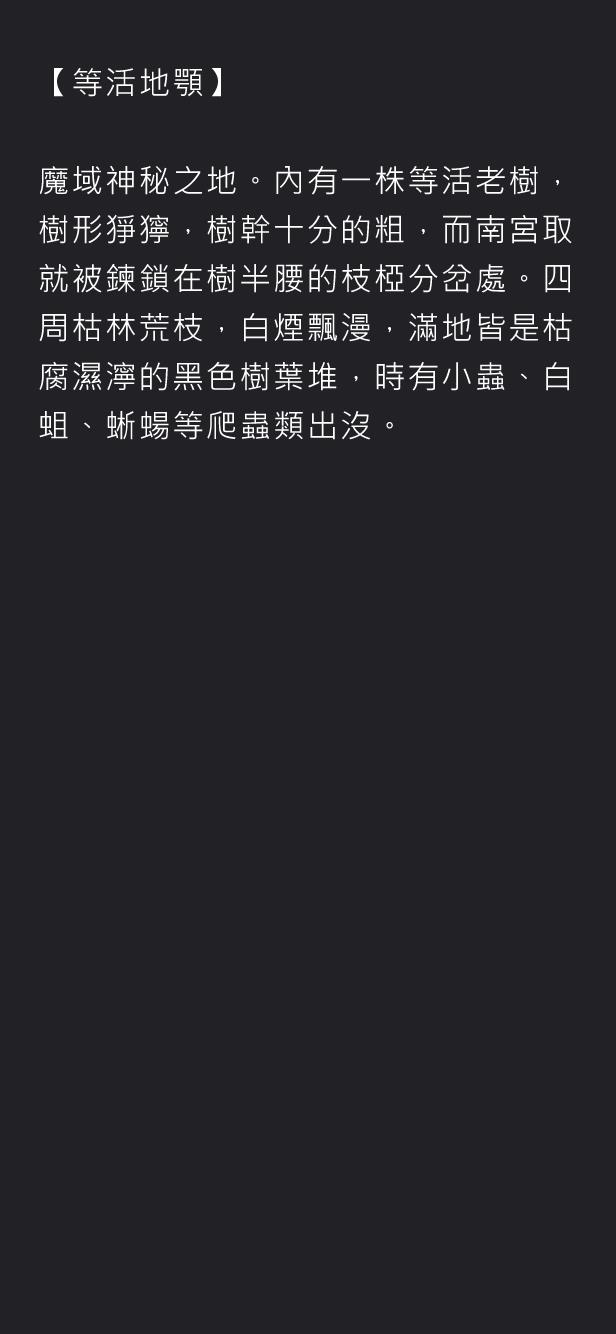 【等活地顎】
魔域神秘之地。內有一株等活老樹，
樹形猙獰，樹幹十分的粗，而南宮取
就被鍊鎖在樹半腰的枝椏分岔處。四
周枯林荒枝，白煙飄漫，滿地皆是枯
腐濕濘的黑色樹葉堆，時有小蟲、白
蛆、蜥蜴等爬蟲類出沒。